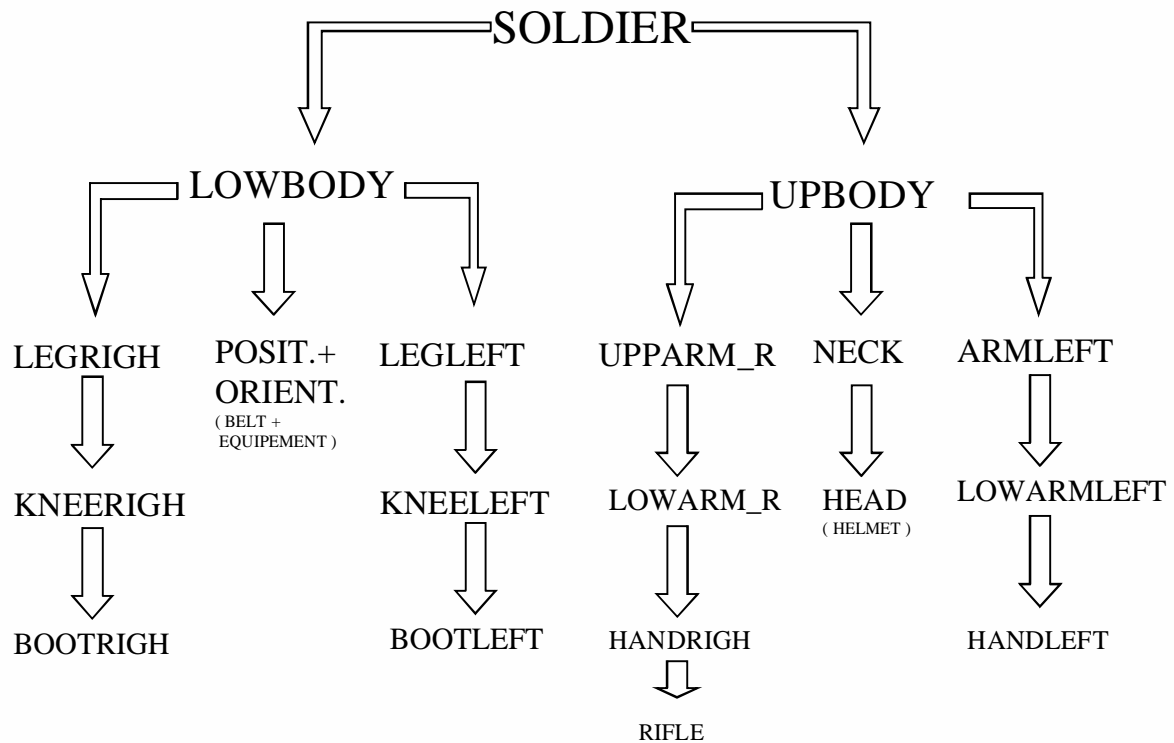 SOLDIER
LOWBODY
UPBODY
LEGRIGH
POSIT.+
ORIENT.
( BELT +
EQUIPEMENT )
LEGLEFT
UPPARM_R
NECK
ARMLEFT
KNEERIGH
KNEELEFT
LOWARM_R
HEAD
( HELMET )
LOWARMLEFT
BOOTRIGH
BOOTLEFT
HANDRIGH
HANDLEFT
RIFLE